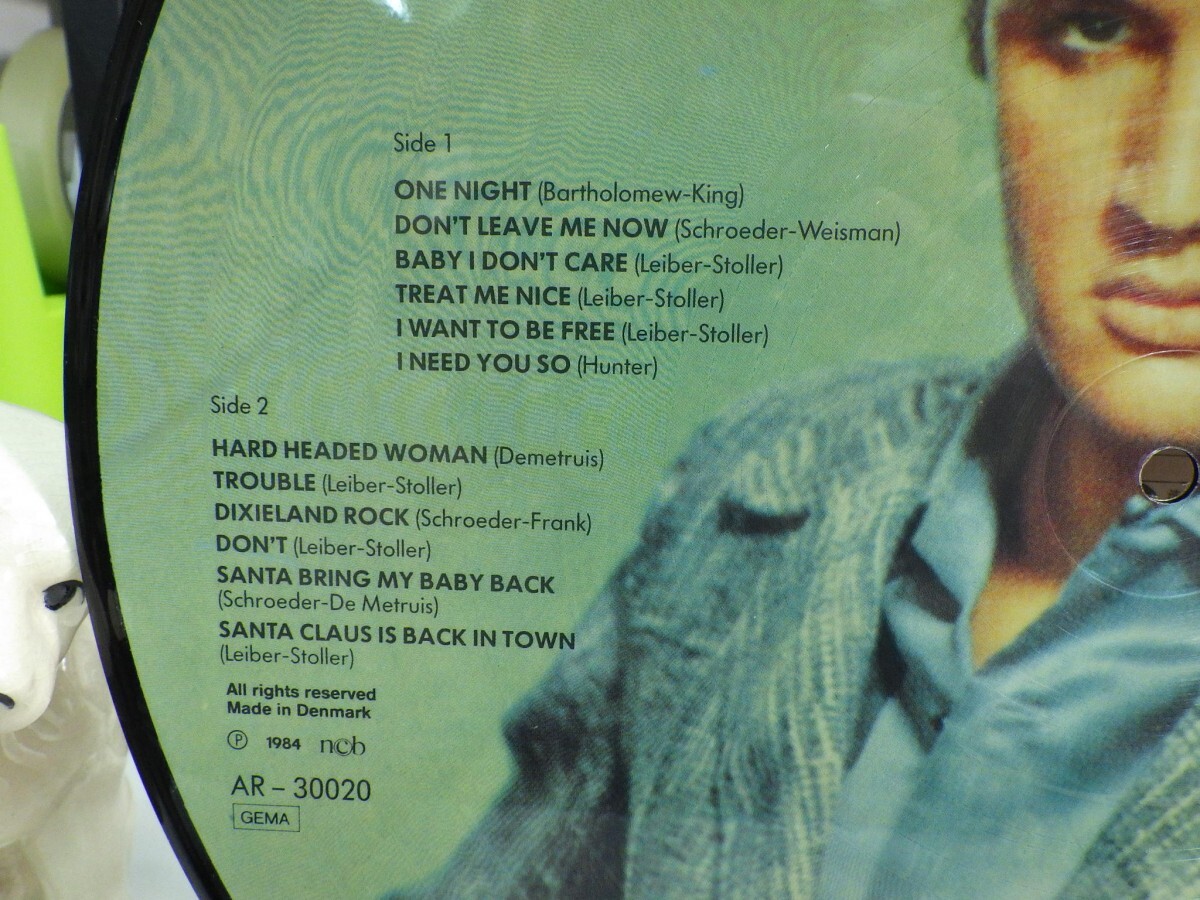 Side 1
ONE NIGHT (Bartholomew-King)
DON'T LEAVE ME NOW (Schroeder-Weisman)
BABY I DON'T CARE (Leiber-Stoller)
TREAT ME NICE (Leiber-Stoller)
I WANT TO BE FREE (Leiber-Stoller)
I NEED YOU SO (Hunter)
Side 2
HARD HEADED WOMAN (Demetruis)
TROUBLE (Leiber-Stoller)
DIXIELAND ROCK (Schroeder-Frank)
DON'T (Leiber-Stoller)
SANTA BRING MY BABY BACK
(Schroeder-De Metruis)
SANTA CLAUS IS BACK IN TOWN
(Leiber-Stoller)
All rights reserved
Made in Denmark
Ⓟ 1984 ncb
AR – 30020
GEMA